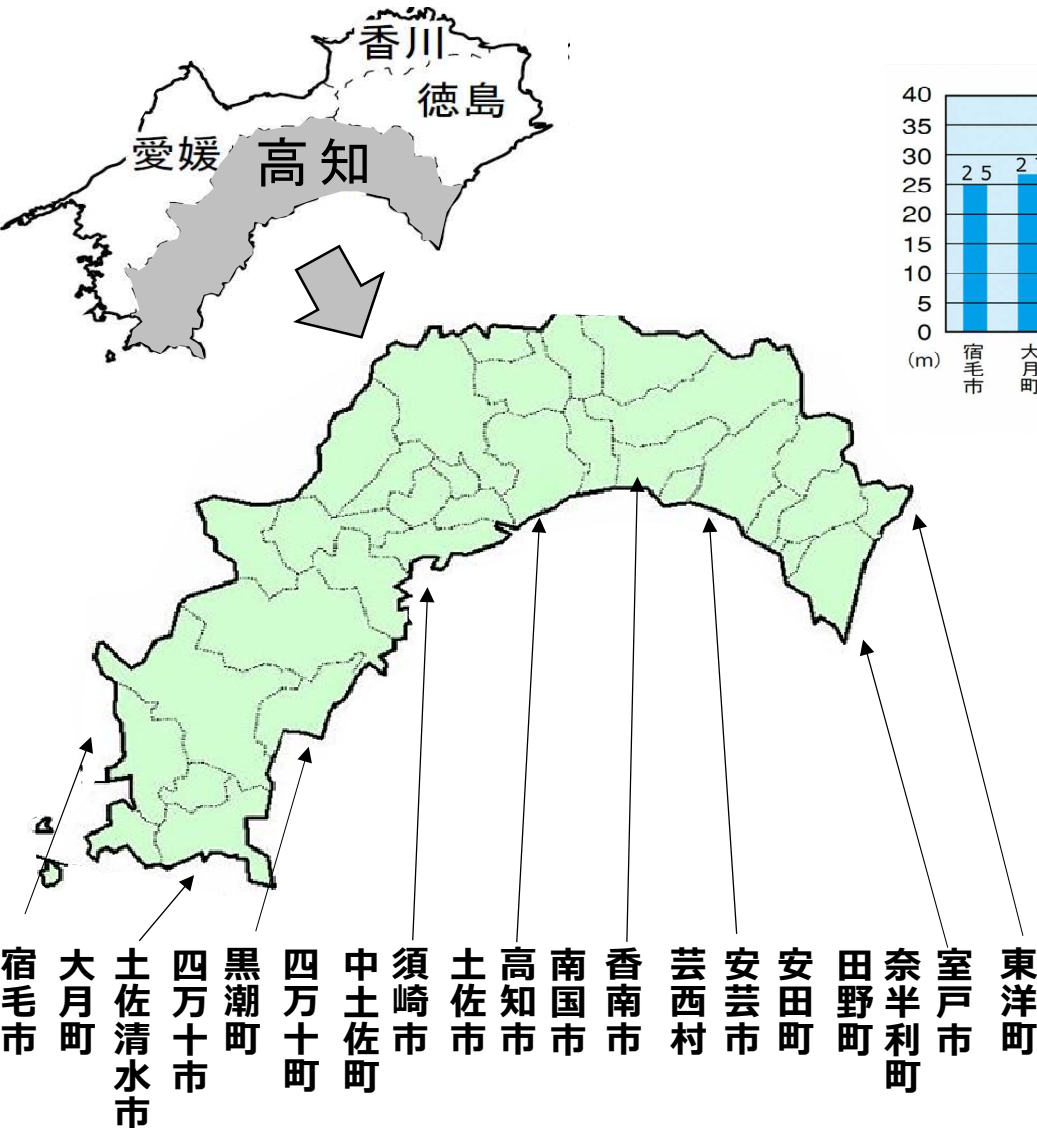 香川
徳島
愛媛
高知
40
35
30
25
20
15
10
5
0
(m)
25
2
宿毛市
大月町
宿毛市
大月町
土佐清水市
四万十市
黒潮町
四万十町
中土佐町
須崎市
土佐市
高知市
南国市
香南市
芸西村
安芸市
安田町
田野町
奈半利町
室戸市
東洋町